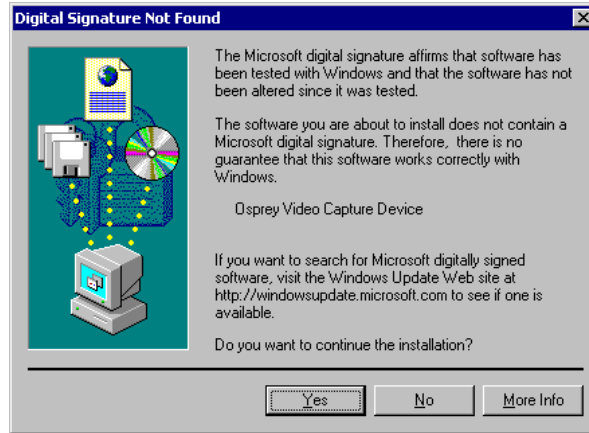 Digital Signature Not Found
The Microsoft digital signature affirms that software has
been tested with Windows and that the software has not
been altered since it was tested.
The software you are about to install does not contain a
Microsoft digital signature. Therefore, there is no
guarantee that this software works correctly with
Windows.
Osprey Video Capture Device
If you want to search for Microsoft digitally signed
software, visit the Windows Update Web site at
http://windowsupdate.microsoft.com to see if one is
available.
Do you want to continue the installation?
Yes
No
More Info